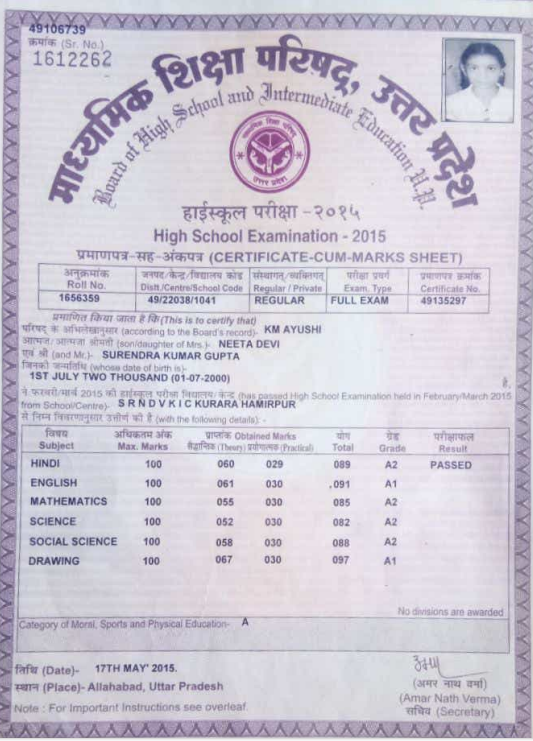 49106739
क्रमांक (Sr. No.)
1612262
माध्यमिक शिक्षा परिषद्, उत्तर प्रदेश
Board of High School and Intermediate Education U.P.
हाईस्कूल परीक्षा - २०१५
High School Examination - 2015
प्रमाणपत्र-सह-अंकपत्र (CERTIFICATE-CUM-MARKS SHEET)
अनुक्रमांक जनपद/केन्द्र/विद्यालय कोड संस्थागत/व्यक्तिगत परीक्षा प्रवर्ग प्रमाणपत्र क्रमांक
Roll No. Distt./Centre/School Code Regular / Private Exam. Type Certificate No.
1656359 49/22038/1041 REGULAR FULL EXAM 49135297
प्रमाणित किया जाता है कि(This is to certify that)
परिषद् के अभिलेखानुसार (according to the Board's record)- KM AYUSHI
आत्मज/आत्मजा श्रीमती (son/daughter of Mrs.)- NEETA DEVI
एवं श्री (and Mr.)- SURENDRA KUMAR GUPTA
जिनकी जन्मतिथि (whose date of birth is)-
1ST JULY TWO THOUSAND (01-07-2000) है,
ने फरवरी/मार्च 2015 की हाईस्कूल परीक्षा विद्यालय/केन्द्र (has passed High School Examination held in February/March 2015
from School/Centre)- S R N D V K I C KURARA HAMIRPUR
से निम्न विवरणानुसार उत्तीर्ण की है (with the following details): -
विषय अधिकतम अंक प्राप्तांक Obtained Marks योग ग्रेड परीक्षाफल
Subject Max. Marks सैद्धान्तिक (Theory) प्रयोगात्मक (Practical) Total Grade Result
HINDI 100 060 029 089 A2 PASSED
ENGLISH 100 061 030 091 A1
MATHEMATICS 100 055 030 085 A2
SCIENCE 100 052 030 082 A2
SOCIAL SCIENCE 100 058 030 088 A2
DRAWING 100 067 030 097 A1
No divisions are awarded
Category of Moral, Sports and Physical Education- A
तिथि (Date)- 17TH MAY' 2015.
स्थान (Place)- Allahabad, Uttar Pradesh
(अमर नाथ वर्मा)
(Amar Nath Verma)
सचिव (Secretary)
Note : For Important Instructions see overleaf.